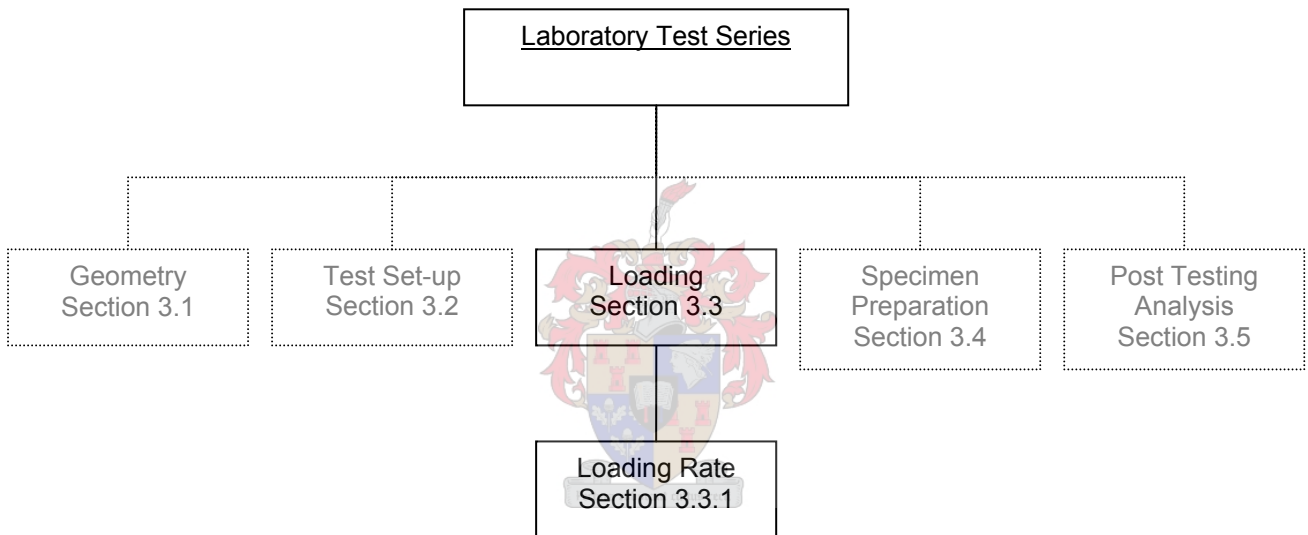 Laboratory Test Series
Geometry
Section 3.1
Test Set-up
Section 3.2
Loading
Section 3.3
Specimen
Preparation
Section 3.4
Post Testing
Analysis
Section 3.5
Loading Rate
Section 3.3.1